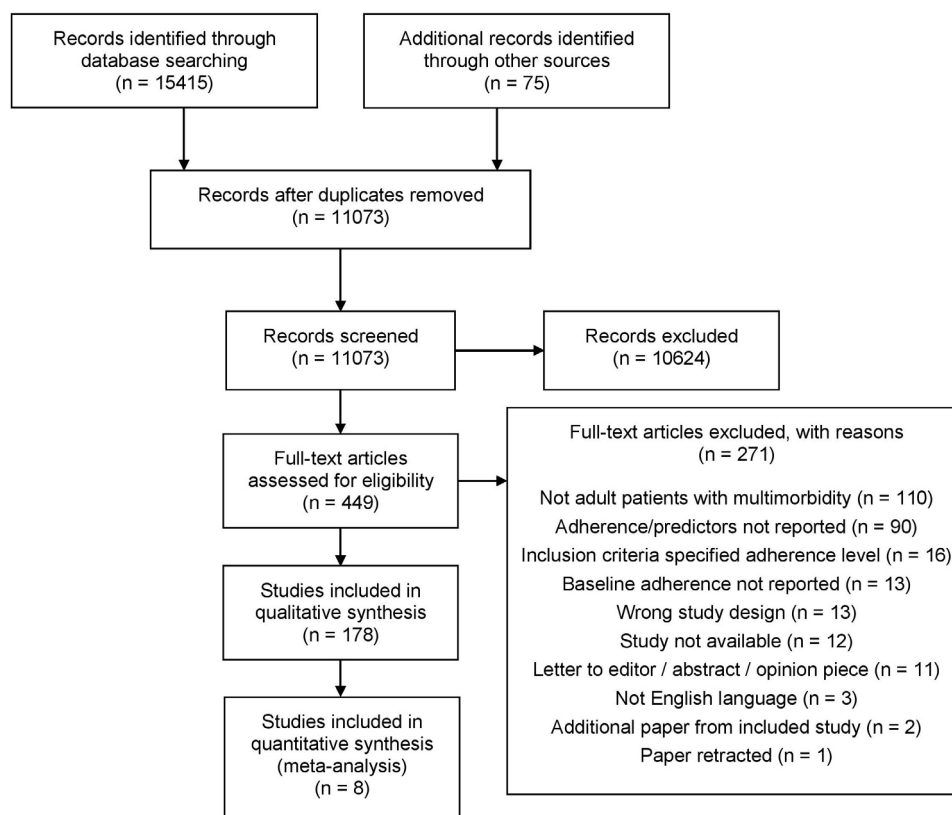 Records identified through
database searching
(n = 15415)
Additional records identified
through other sources
(n = 75)
Records after duplicates removed
(n = 11073)
Records screened
(n = 11073)
Records excluded
(n = 10624)
Full-text articles
assessed for eligibility
(n = 449)
Full-text articles excluded, with reasons
(n = 271)
Not adult patients with multimorbidity (n = 110)
Adherence/predictors not reported (n = 90)
Inclusion criteria specified adherence level (n = 16)
Baseline adherence not reported (n = 13)
Wrong study design (n = 13)
Study not available (n = 12)
Letter to editor / abstract / opinion piece (n = 11)
Not English language (n = 3)
Additional paper from included study (n = 2)
Paper retracted (n = 1)
Studies included in
qualitative synthesis
(n = 178)
Studies included in
quantitative synthesis
(meta-analysis)
(n = 8)